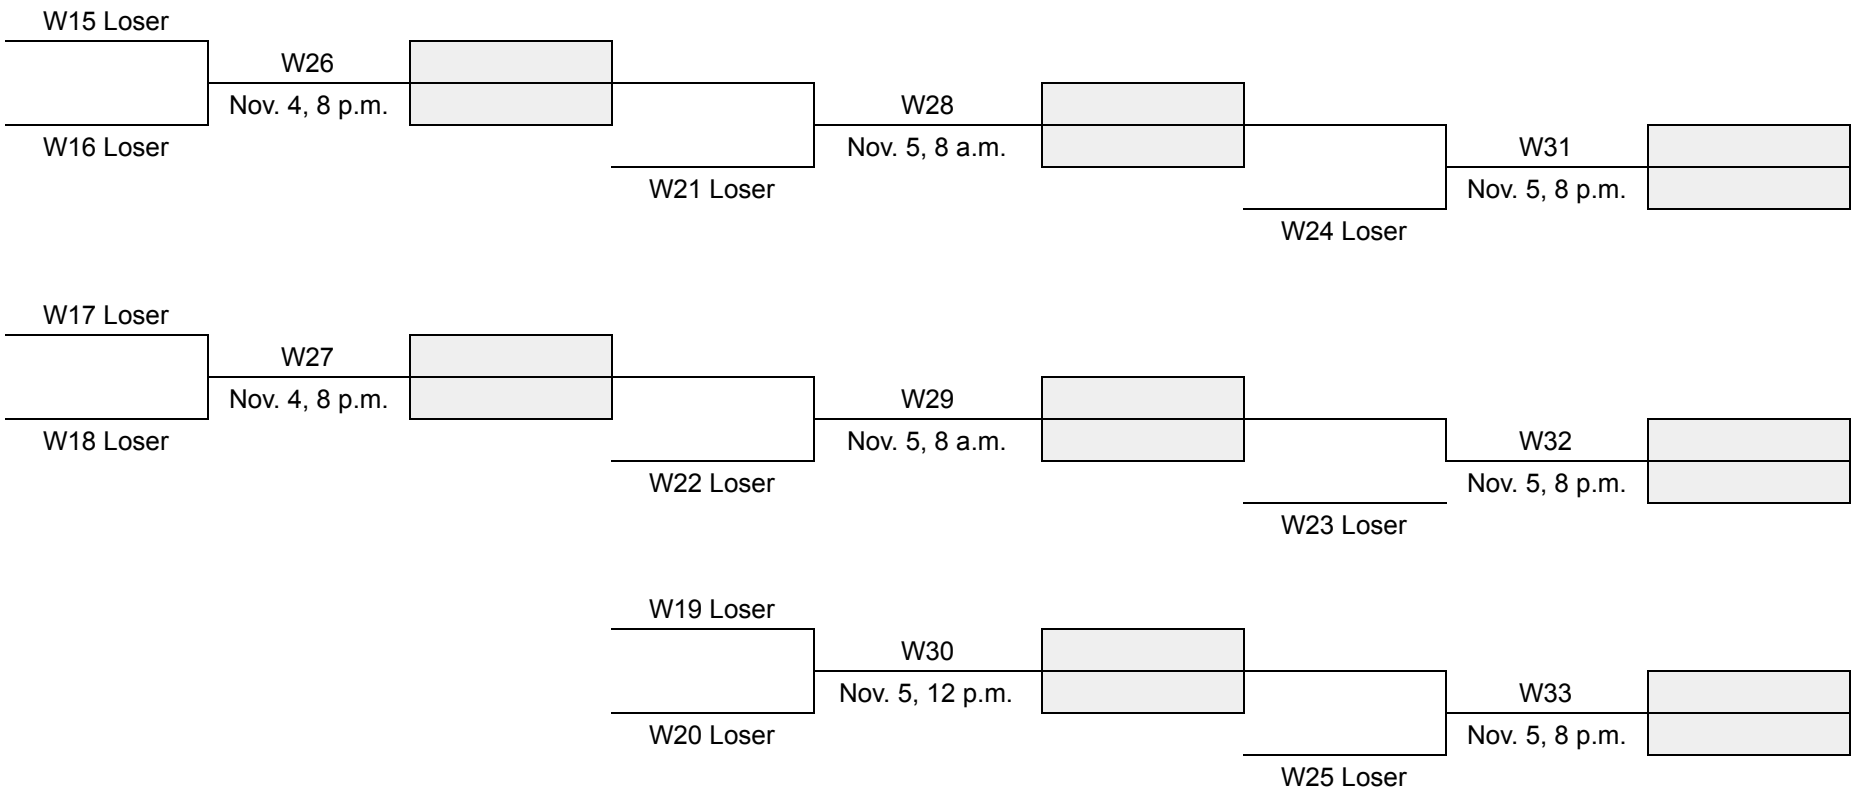 W15 Loser
W26
Nov. 4, 8 p.m.
W16 Loser
W28
Nov. 5, 8 a.m.
W21 Loser
W31
Nov. 5, 8 p.m.
W24 Loser
W17 Loser
W27
Nov. 4, 8 p.m.
W18 Loser
W29
Nov. 5, 8 a.m.
W22 Loser
W32
Nov. 5, 8 p.m.
W23 Loser
W19 Loser
W30
Nov. 5, 12 p.m.
W20 Loser
W33
Nov. 5, 8 p.m.
W25 Loser